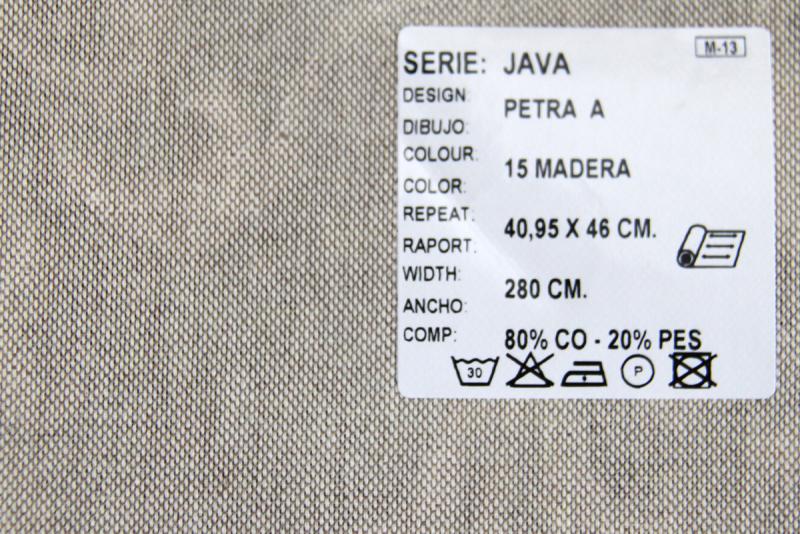 M-13
SERIE: JAVA
DESIGN:
PETRA A
DIBUJO:
COLOUR:
15 MADERA
COLOR:
REPEAT:
40,95 X 46 CM.
RAPORT.
WIDTH:
280 CM.
ANCHO:
COMP: 80% CO - 20% PES
30 P